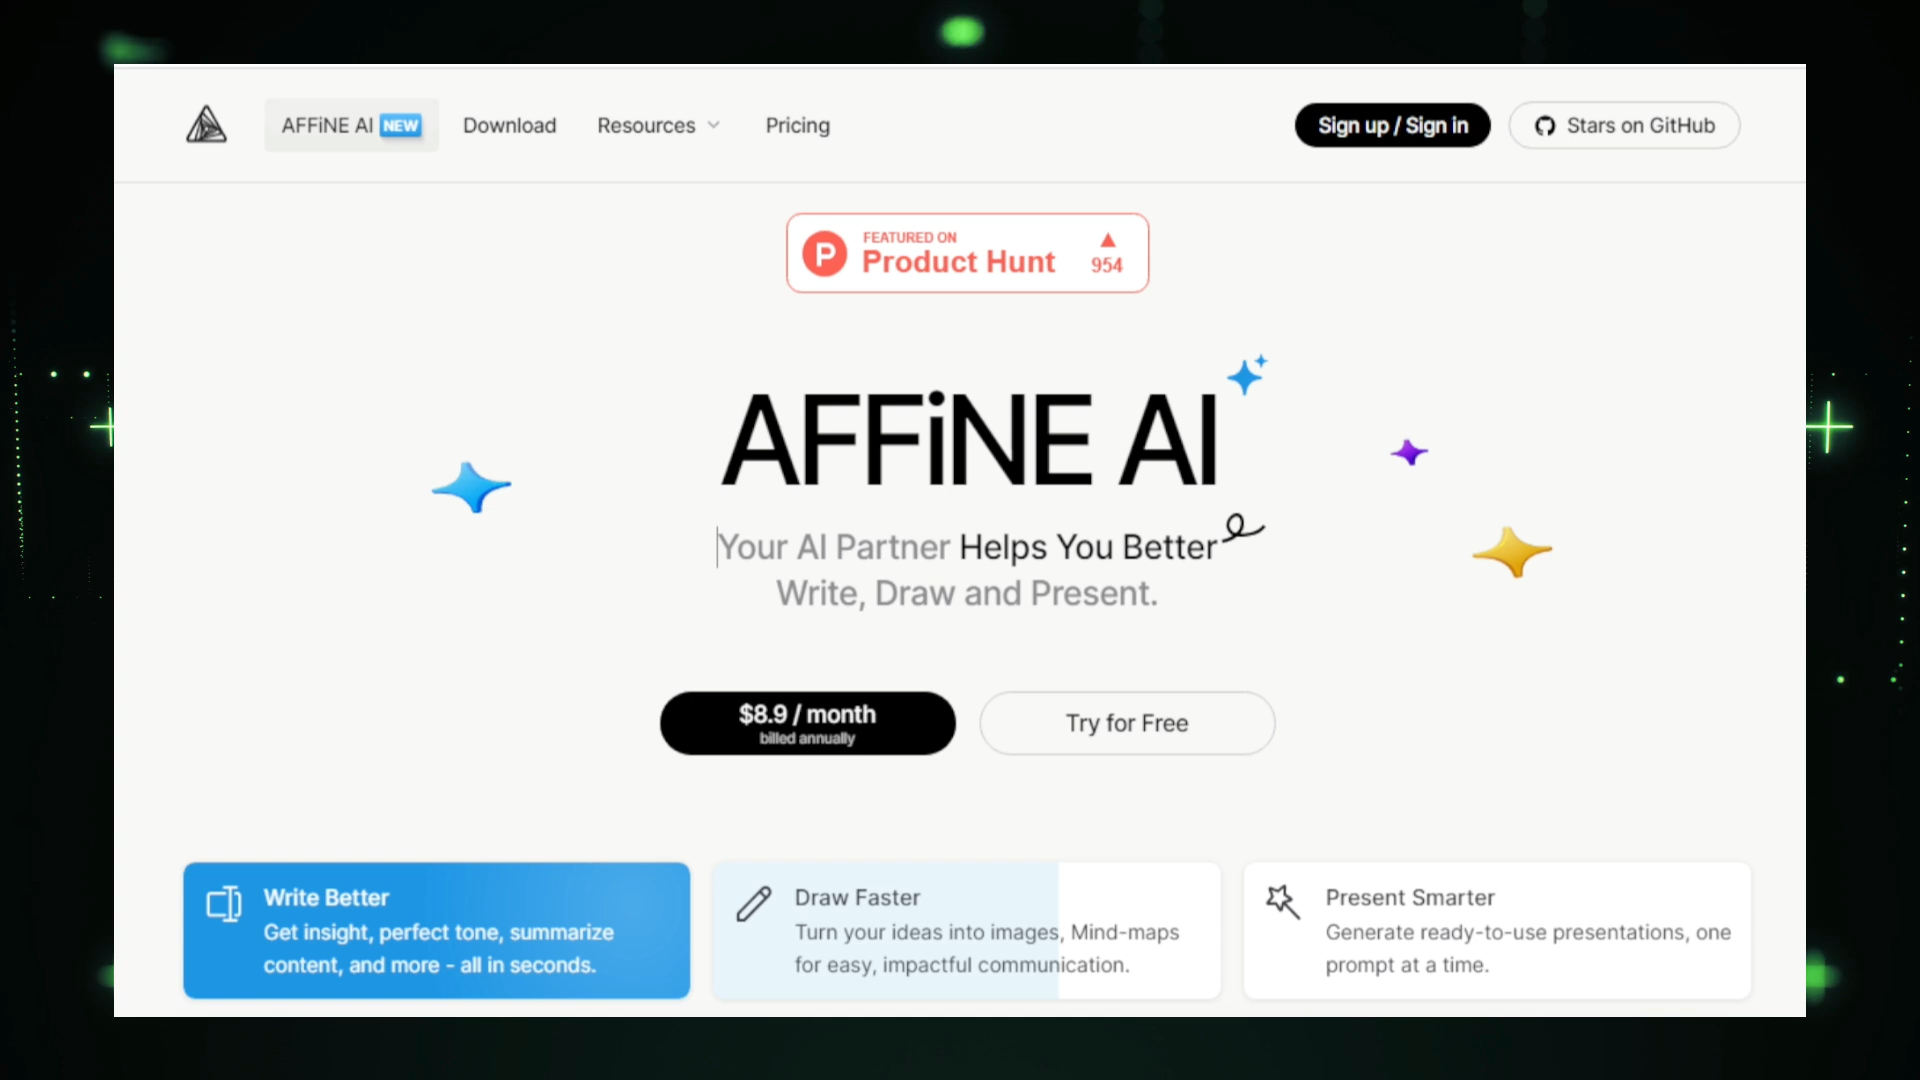 AFFiNE AI NEW Download Resources Pricing Sign up / Sign in Stars on GitHub
P FEATURED ON
Product Hunt 954
AFFiNE AI
Your AI Partner Helps You Better
Write, Draw and Present.
$8.9 / month
billed annually
Try for Free
Write Better
Get insight, perfect tone, summarize
content, and more - all in seconds.
Draw Faster
Turn your ideas into images, Mind-maps
for easy, impactful communication.
Present Smarter
Generate ready-to-use presentations, one
prompt at a time.